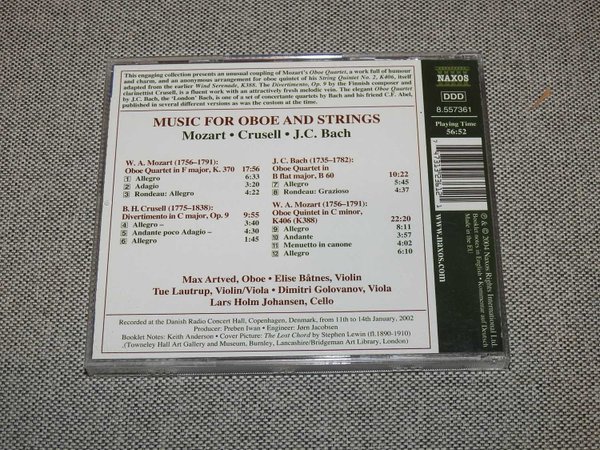 This engaging collection presents an unusual coupling of Mozart's Oboe Quartet, a work full of humour
and charm, and an anonymous arrangement for oboe quintet of his String Quintet No. 2, K406, itself
adapted from the earlier Wind Serenade, K388. The Divertimento, Op. 9 by the Finnish composer and
clarinettist Crusell, is a fluent work with an attractively fresh melodic vein. The elegant Oboe Quartet
by J.C. Bach, the 'London' Bach, is one of a set of concertante quartets by Bach and his friend C.F. Abel,
published in several different versions as was the custom at the time.
MUSIC FOR OBOE AND STRINGS
Mozart • Crusell • J.C. Bach
W. A. Mozart (1756–1791):
Oboe Quartet in F major, K. 370 17:56
1 Allegro 6:33
2 Adagio 3:20
3 Rondeau: Allegro 4:22
B. H. Crusell (1775–1838):
Divertimento in C major, Op. 9 9:55
4 Allegro – 3:40
5 Andante poco Adagio – 4:30
6 Allegro 1:45
J. C. Bach (1735–1782):
Oboe Quartet in
B flat major, B 60 10:22
7 Allegro 5:45
8 Rondeau: Grazioso 4:37
W. A. Mozart (1756–1791):
Oboe Quintet in C minor,
K406 (K388) 22:20
9 Allegro 8:11
10 Andante 3:57
11 Menuetto in canone 4:02
12 Allegro 6:10
Max Artved, Oboe • Elise Båtnes, Violin
Tue Lautrup, Violin/Viola • Dimitri Golovanov, Viola
Lars Holm Johansen, Cello
Recorded at the Danish Radio Concert Hall, Copenhagen, Denmark, from 11th to 14th January, 2002
Producer: Preben Iwan • Engineer: Jørn Jacobsen
Booklet Notes: Keith Anderson • Cover Picture: The Lost Chord by Stephen Lewin (fl.1890-1910)
(Towneley Hall Art Gallery and Museum, Burnley, Lancashire/Bridgeman Art Library, London).
NAXOS
DDD
8.557361
Playing Time
56:52
www.naxos.com
℗ & © 2004 Naxos Rights International Ltd.
Booklet notes in English • Kommentare auf Deutsch
Made in the EU